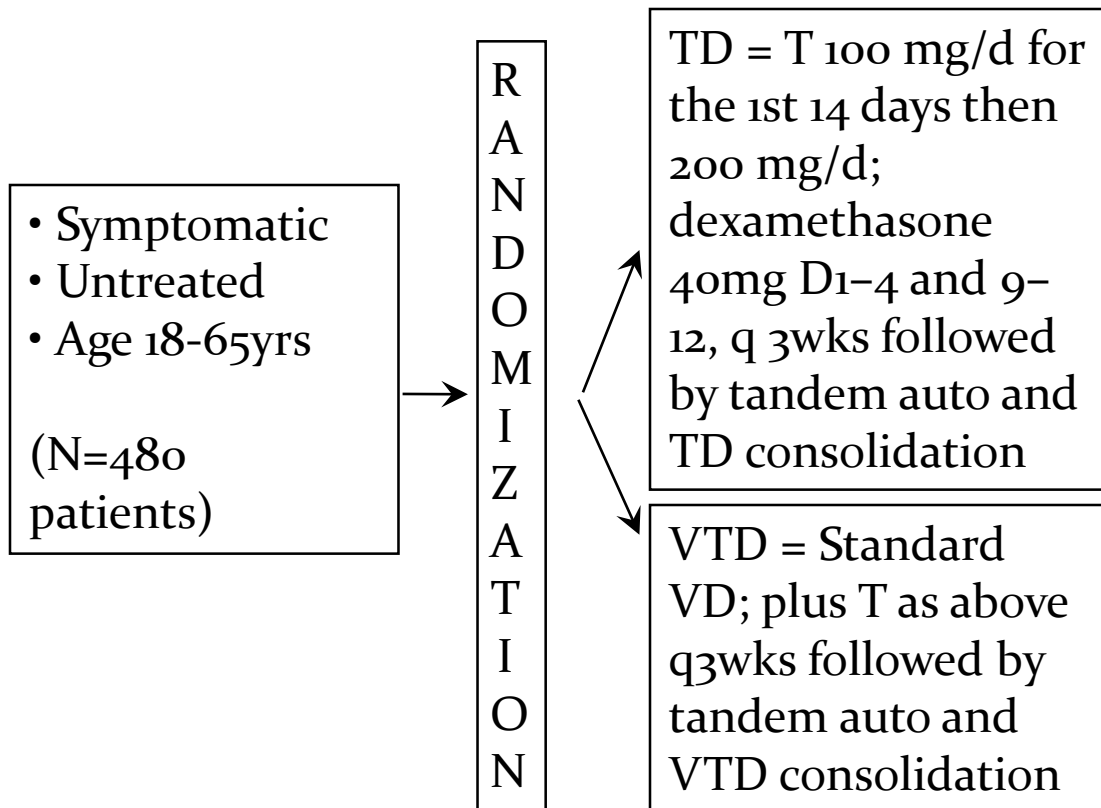 • Symptomatic
• Untreated
• Age 18-65yrs
(N=480
patients)
R
A
N
D
O
M
I
Z
A
T
I
O
N
TD = T 100 mg/d for
the 1st 14 days then
200 mg/d;
dexamethasone
40mg D1–4 and 9–
12, q 3wks followed
by tandem auto and
TD consolidation
VTD = Standard
VD; plus T as above
q3wks followed by
tandem auto and
VTD consolidation